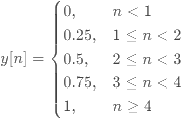 y[n] = { 0, n < 1
0.25, 1 ≤ n < 2
0.5, 2 ≤ n < 3
0.75, 3 ≤ n < 4
1, n ≥ 4